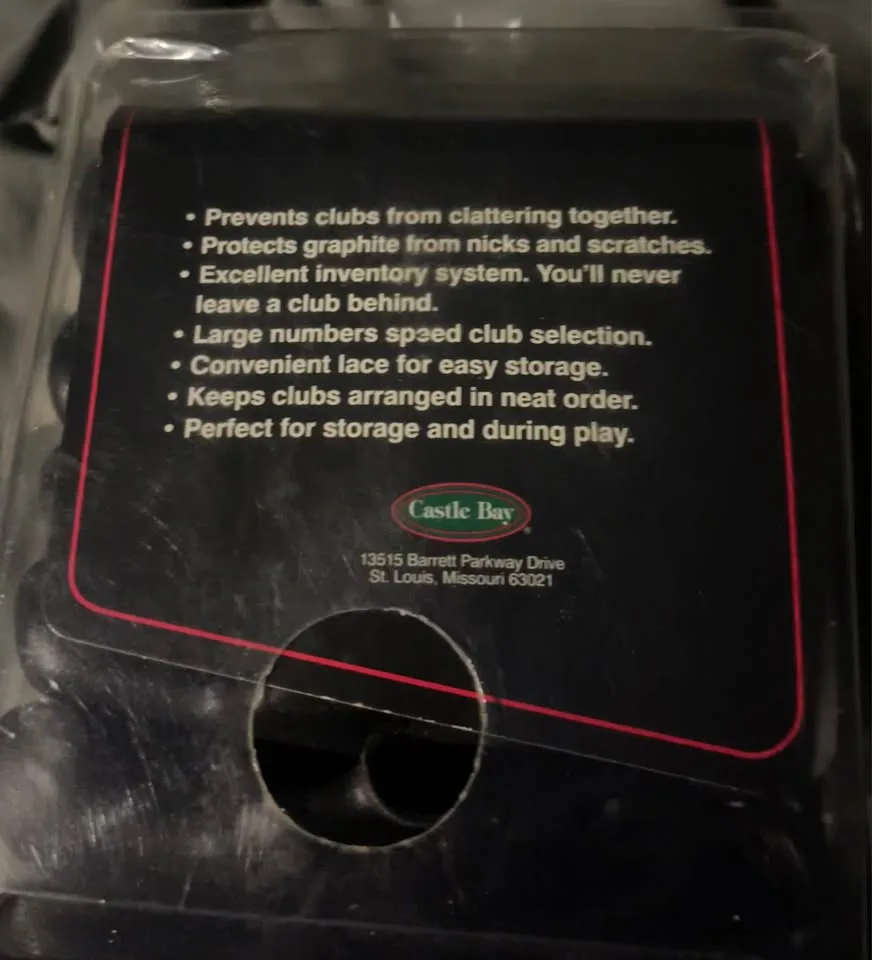 • Prevents clubs from clattering together.
• Protects graphite from nicks and scratches.
• Excellent inventory system. You'll never
leave a club behind.
• Large numbers speed club selection.
• Convenient lace for easy storage.
• Keeps clubs arranged in neat order.
• Perfect for storage and during play.
Castle Bay
13515 Barrett Parkway Drive
St. Louis, Missouri 63021